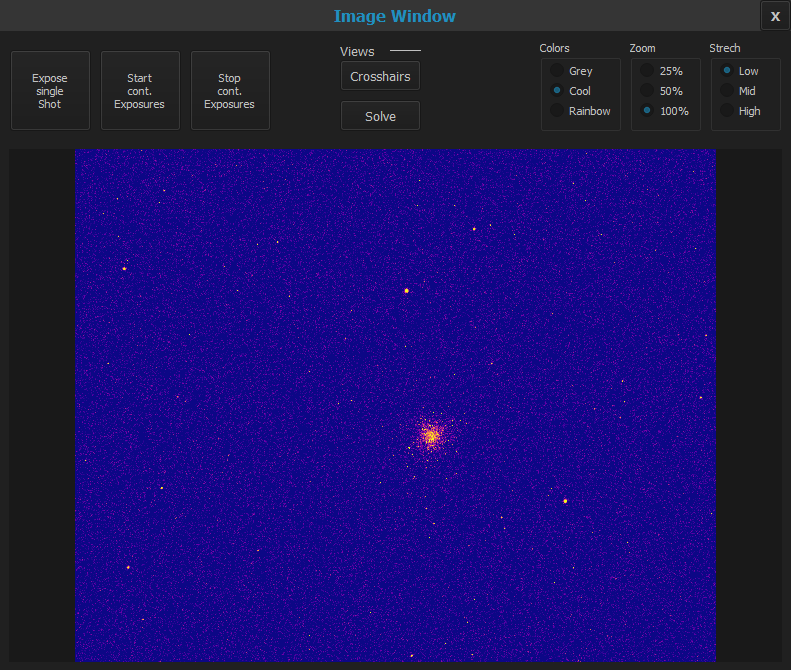 Image Window
x
Expose
single
Shot
Start
cont.
Exposures
Stop
cont.
Exposures
Views
Crosshairs
Solve
Colors
Grey
Cool
Rainbow
Zoom
25%
50%
100%
Strech
Low
Mid
High